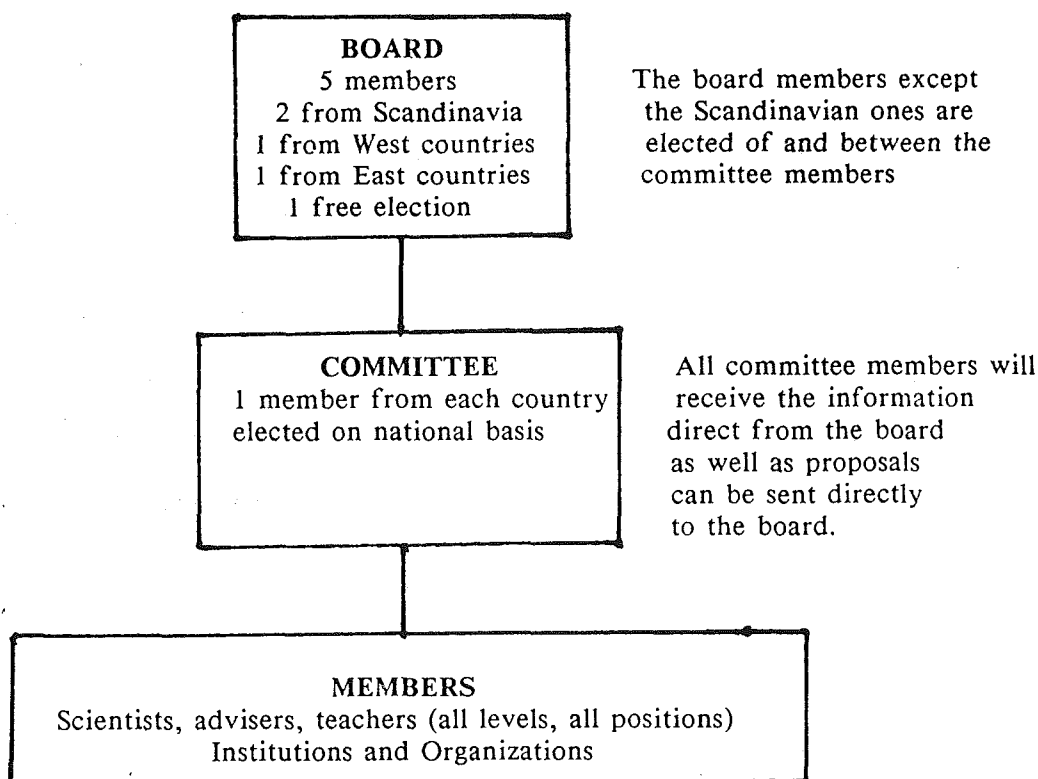 BOARD
5 members
2 from Scandinavia
1 from West countries
1 from East countries
1 free election
The board members except
the Scandinavian ones are
elected of and between the
committee members
COMMITTEE
1 member from each country
elected on national basis
All committee members will
receive the information
direct from the board
as well as proposals
can be sent directly
to the board.
MEMBERS
Scientists, advisers, teachers (all levels, all positions)
Institutions and Organizations